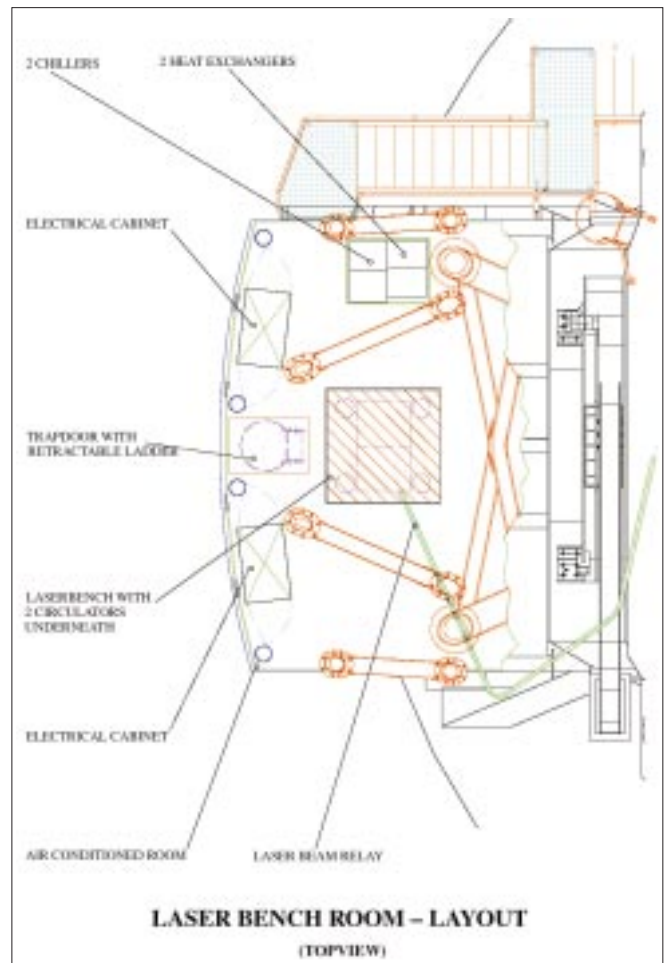 2 CHILLERS
2 HEAT EXCHANGERS
ELECTRICAL CABINET
TRAPDOOR WITH
RETRACTABLE LADDER
LASERBENCH WITH
2 CIRCULATORS
UNDERNEATH
ELECTRICAL CABINET
AIR CONDITIONED ROOM
LASER BEAM RELAY
LASER BENCH ROOM – LAYOUT
(TOPVIEW)